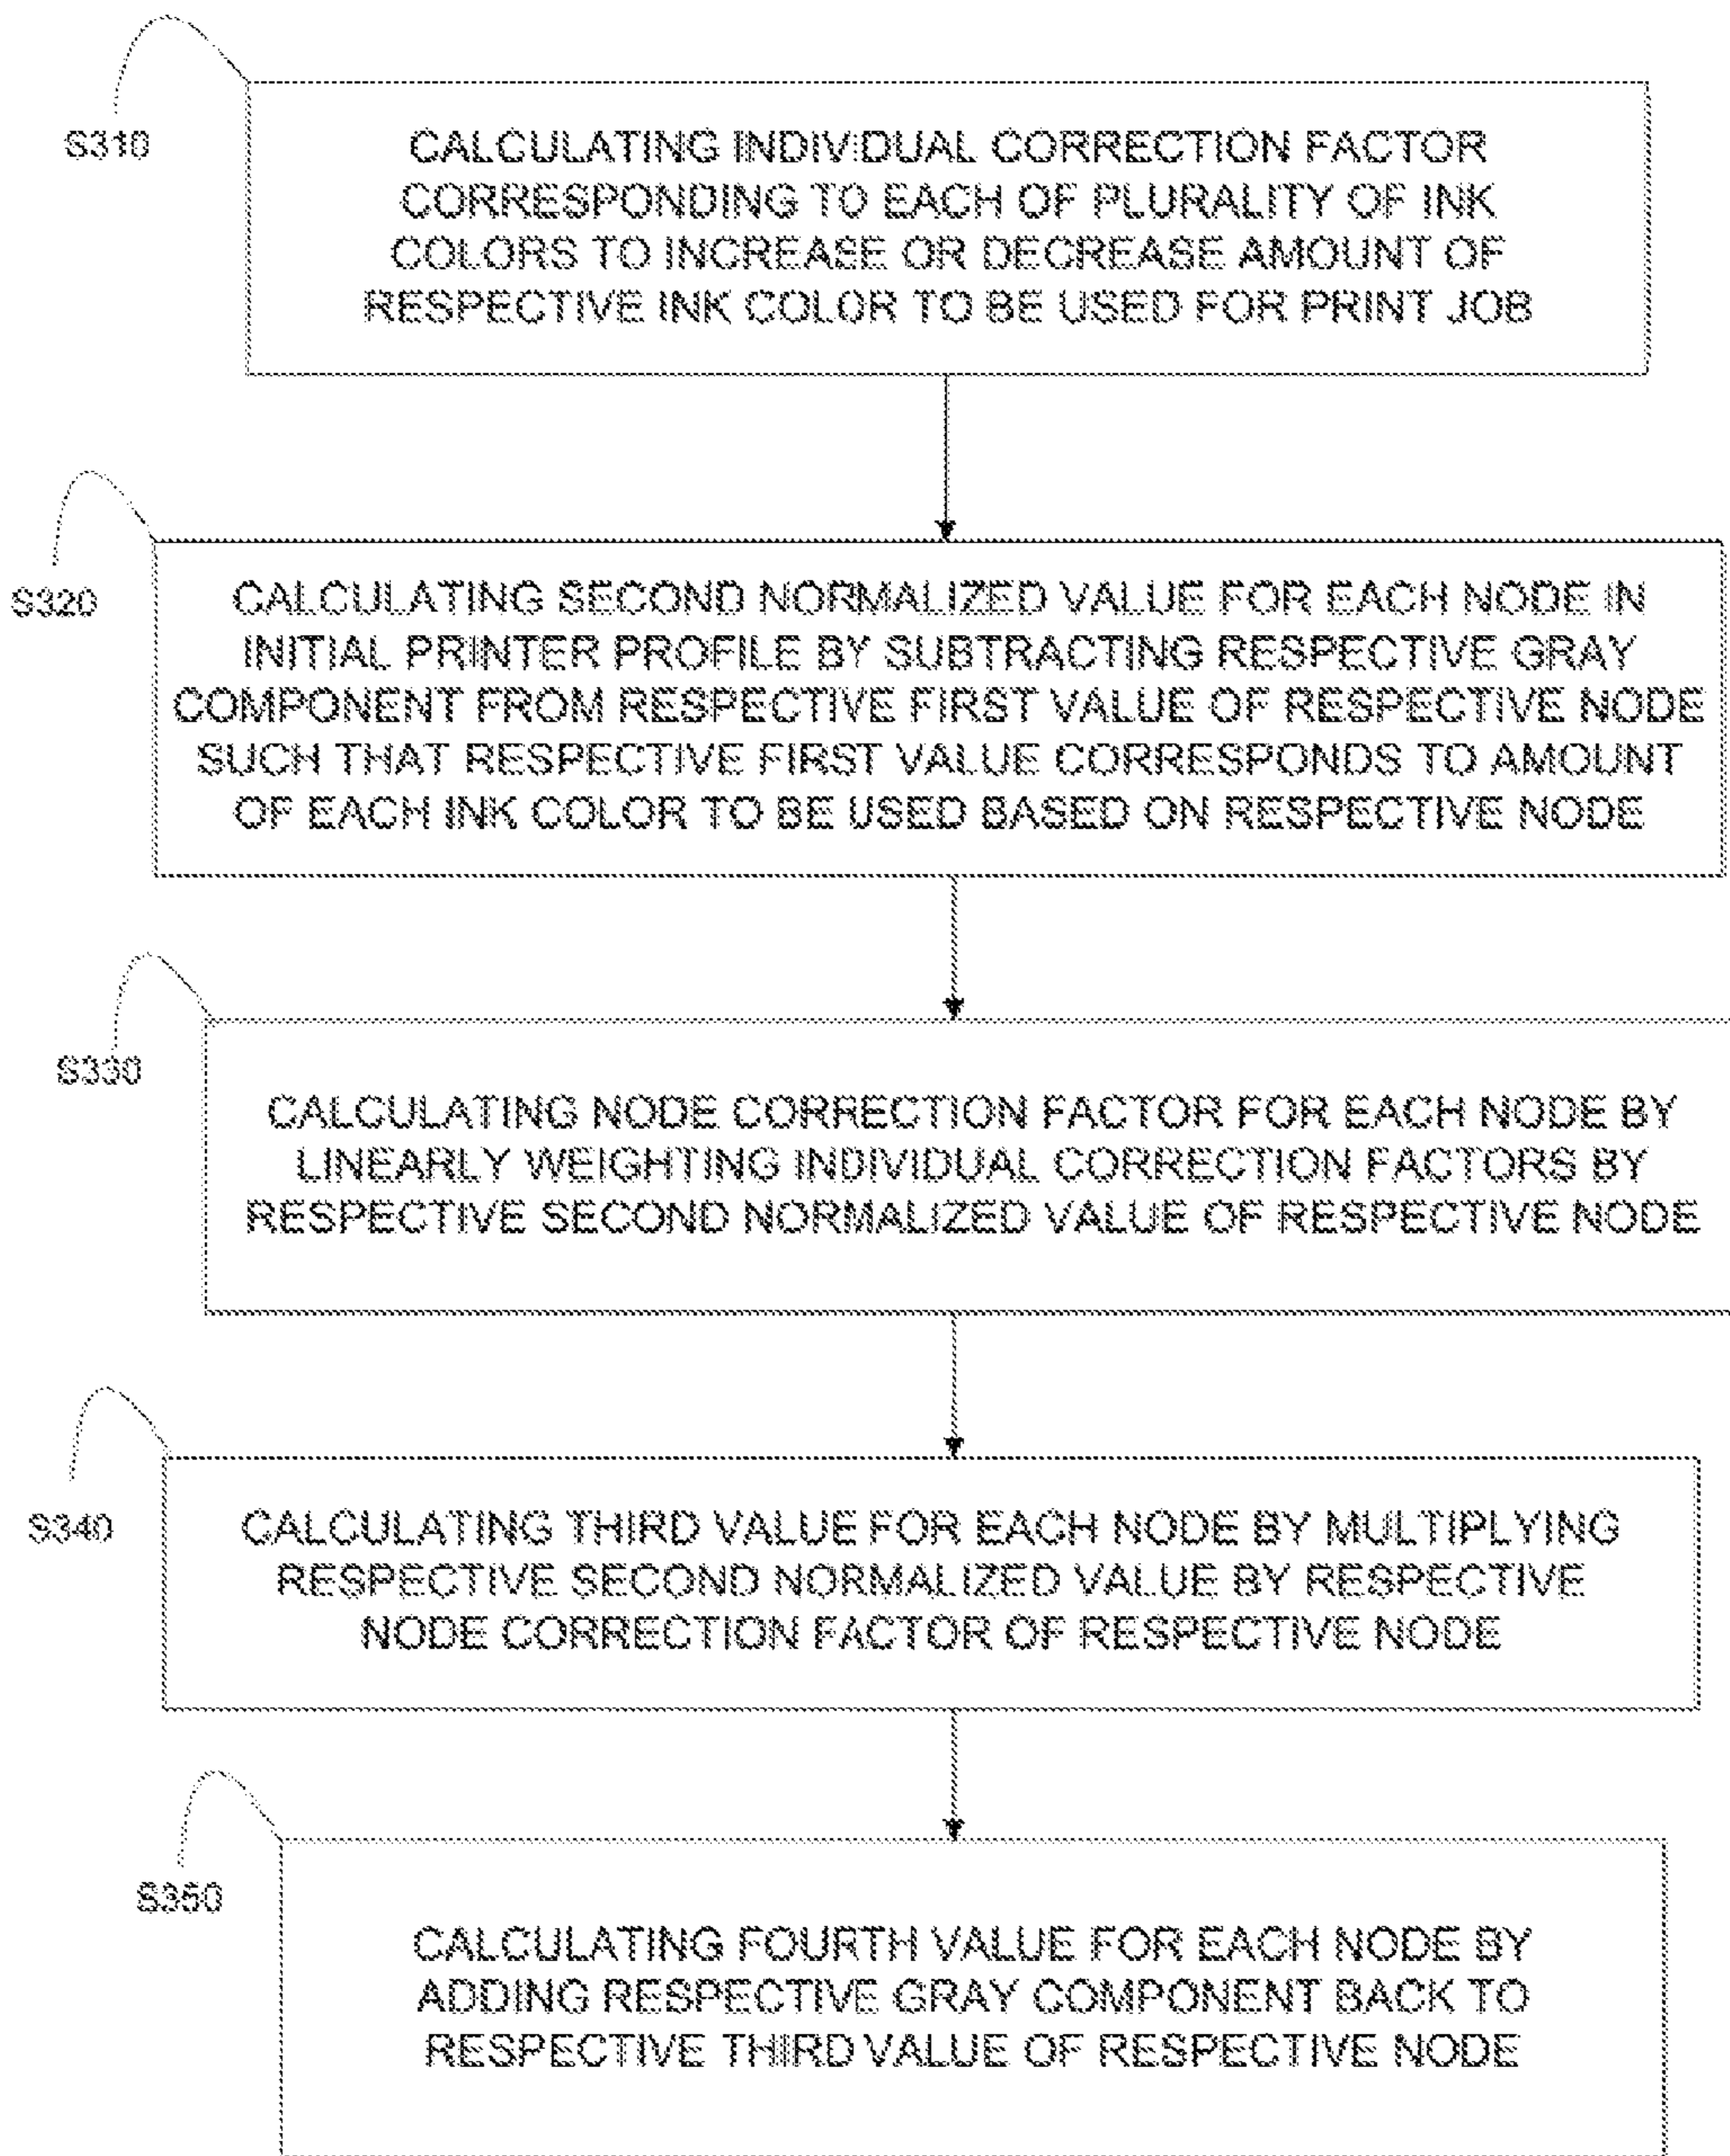 S310
CALCULATING INDIVIDUAL CORRECTION FACTOR
CORRESPONDING TO EACH OF PLURALITY OF INK
COLORS TO INCREASE OR DECREASE AMOUNT OF
RESPECTIVE INK COLOR TO BE USED FOR PRINT JOB
S320
CALCULATING SECOND NORMALIZED VALUE FOR EACH NODE IN
INITIAL PRINTER PROFILE BY SUBTRACTING RESPECTIVE GRAY
COMPONENT FROM RESPECTIVE FIRST VALUE OF RESPECTIVE NODE
SUCH THAT RESPECTIVE FIRST VALUE CORRESPONDS TO AMOUNT
OF EACH INK COLOR TO BE USED BASED ON RESPECTIVE NODE
S330
CALCULATING NODE CORRECTION FACTOR FOR EACH NODE BY
LINEARLY WEIGHTING INDIVIDUAL CORRECTION FACTORS BY
RESPECTIVE SECOND NORMALIZED VALUE OF RESPECTIVE NODE
S340
CALCULATING THIRD VALUE FOR EACH NODE BY MULTIPLYING
RESPECTIVE SECOND NORMALIZED VALUE BY RESPECTIVE
NODE CORRECTION FACTOR OF RESPECTIVE NODE
S350
CALCULATING FOURTH VALUE FOR EACH NODE BY
ADDING RESPECTIVE GRAY COMPONENT BACK TO
RESPECTIVE THIRD VALUE OF RESPECTIVE NODE